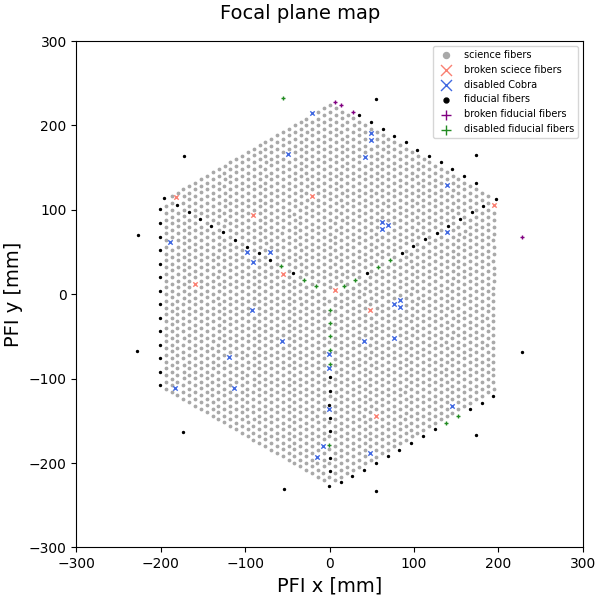 Focal plane map
300
200
100
0
−100
−200
−300
−300
−200
−100
0
100
200
300
PFI x [mm]
PFI y [mm]
science fibers
broken sciece fibers
disabled Cobra
fiducial fibers
broken fiducial fibers
disabled fiducial fibers